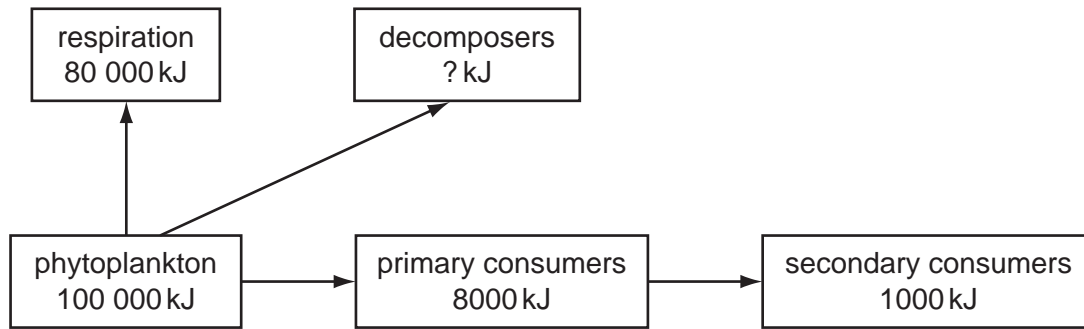 respiration
80 000 kJ
decomposers
? kJ
phytoplankton
100 000 kJ
primary consumers
8000 kJ
secondary consumers
1000 kJ